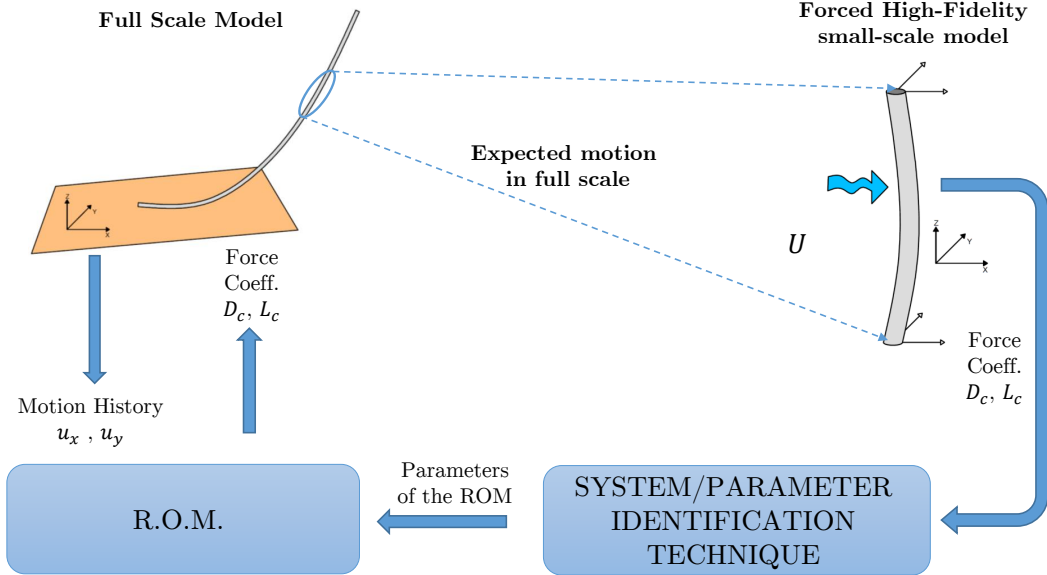 Full Scale Model
Forced High-Fidelity
small-scale model
Expected motion
in full scale
U
Z
Y
X
Z
Y
X
Force
Coeff.
D_c, L_c
Force
Coeff.
D_c, L_c
Motion History
u_x , u_y
Parameters
of the ROM
R.O.M.
SYSTEM/PARAMETER
IDENTIFICATION
TECHNIQUE